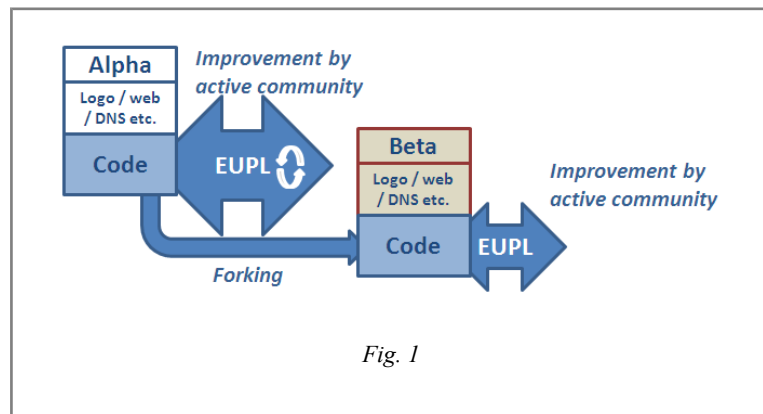 Alpha
Logo / web
/ DNS etc.
Code
Improvement by
active community
EUPL
Forking
Beta
Logo / web
/ DNS etc.
Code
EUPL
Improvement by
active community
Fig. 1